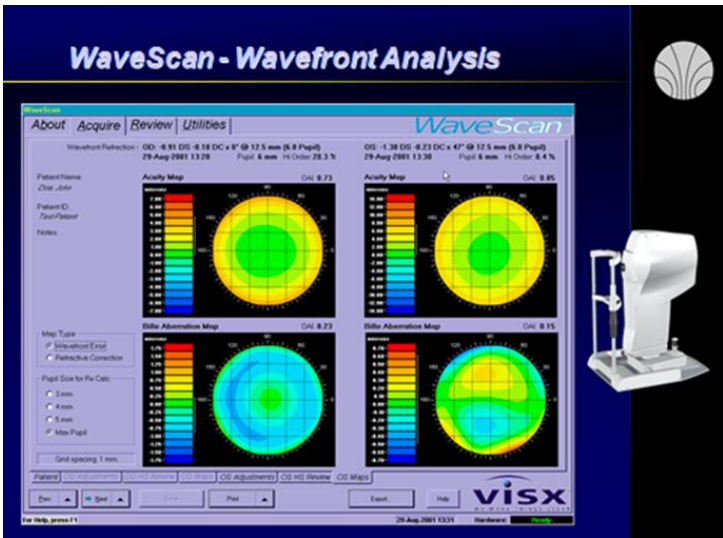 WaveScan - Wavefront Analysis
WaveScan
About Acquire Review Utilities
WaveScan
Wavefront Refraction - OD: -0.91 DS -0.18 DC x 8° @ 12.5 mm (6.0 Pupil)
29-Aug-2001 13:28 Pupil: 6 mm Hi Order: 20.3 %
OS: -1.38 DS -0.23 DC x 47° @ 12.5 mm (6.0 Pupil)
29-Aug-2001 13:30 Pupil: 6 mm Hi Order: 8.4 %
Patient Name:
Doe, John
Patient ID:
Test-Patient
Notes:
Acuity Map OAI: 0.73
Acuity Map OAI: 0.85
Map Type
Wavefront Error
Refractive Correction
Pupil Size for Rx Calc
3 mm
4 mm
5 mm
Max Pupil
Grid spacing: 1 mm.
Bille Aberration Map OAI: 0.23
Bille Aberration Map OAI: 0.15
Patient OD Adjustments OD HS Review OD Maps OS Adjustments OS HS Review OS Maps
Prev Next Print Export... Help
VISX
WE MAKE THINGS CLEAR
For Help, press F1
29-Aug-2001 13:31 Hardware: Ready